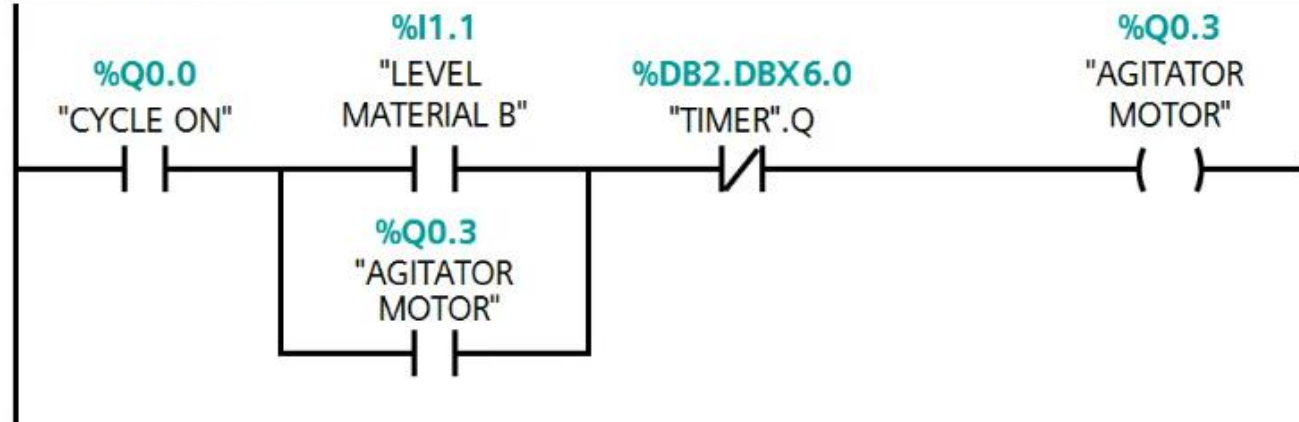 %Q0.0
"CYCLE ON"
%I1.1
"LEVEL
MATERIAL B"
%DB2.DBX6.0
"TIMER".Q
%Q0.3
"AGITATOR
MOTOR"
%Q0.3
"AGITATOR
MOTOR"